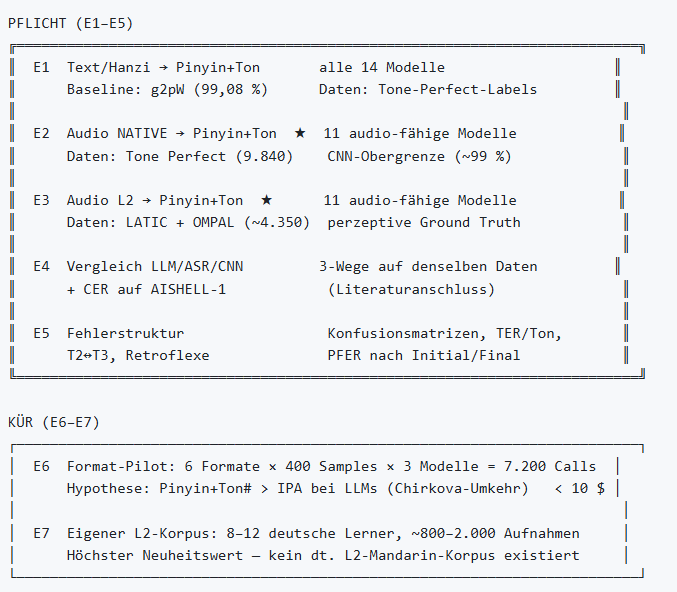 PFLICHT (E1–E5)
E1 Text/Hanzi → Pinyin+Ton alle 14 Modelle
Baseline: g2pW (99,08 %) Daten: Tone-Perfect-Labels
E2 Audio NATIVE → Pinyin+Ton ★ 11 audio-fähige Modelle
Daten: Tone Perfect (9.840) CNN-Obergrenze (~99 %)
E3 Audio L2 → Pinyin+Ton ★ 11 audio-fähige Modelle
Daten: LATIC + OMPAL (~4.350) perzeptive Ground Truth
E4 Vergleich LLM/ASR/CNN 3-Wege auf denselben Daten
+ CER auf AISHELL-1 (Literaturanschluss)
E5 Fehlerstruktur Konfusionsmatrizen, TER/Ton,
T2↔T3, Retroflexe PFER nach Initial/Final
KÜR (E6–E7)
E6 Format-Pilot: 6 Formate × 400 Samples × 3 Modelle = 7.200 Calls
Hypothese: Pinyin+Ton# > IPA bei LLMs (Chirkova-Umkehr) < 10 $
E7 Eigener L2-Korpus: 8–12 deutsche Lerner, ~800–2.000 Aufnahmen
Höchster Neuheitswert — kein dt. L2-Mandarin-Korpus existiert